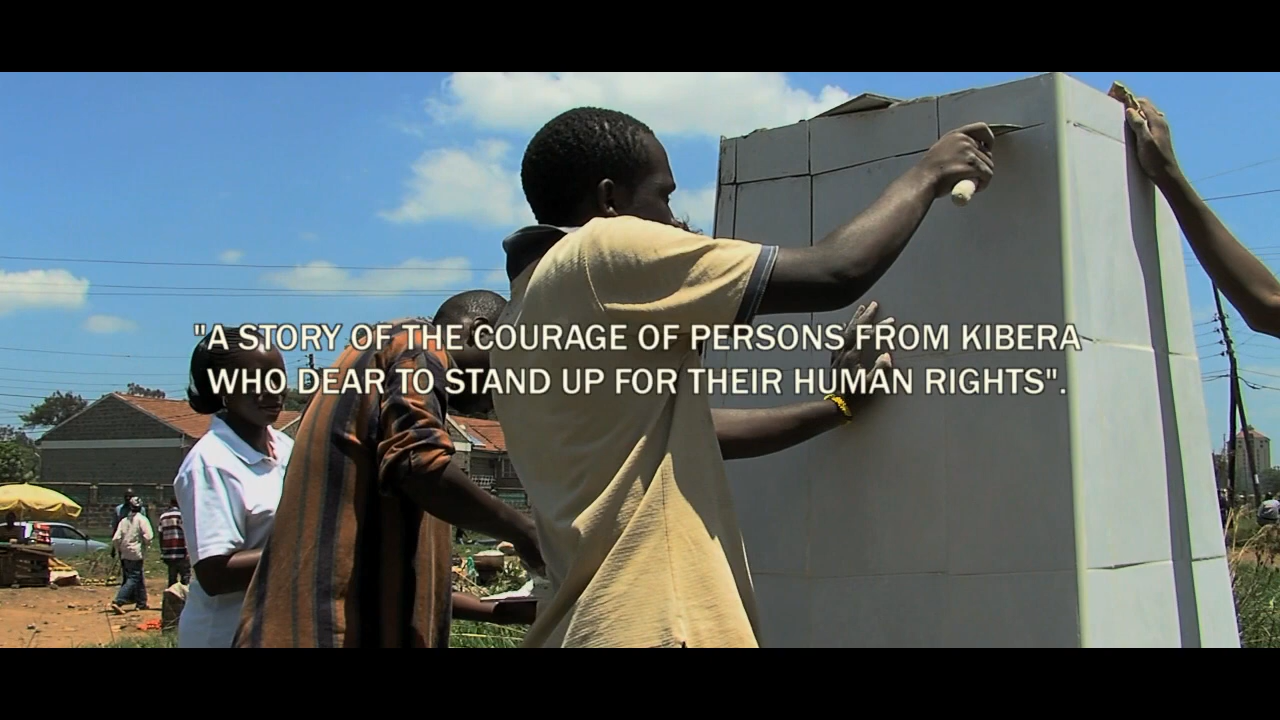 "A STORY OF THE COURAGE OF PERSONS FROM KIBERA
WHO DEAR TO STAND UP FOR THEIR HUMAN RIGHTS".